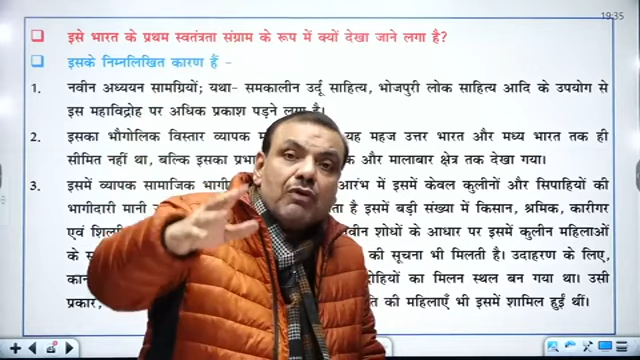 19:35
इसे भारत के प्रथम स्वतंत्रता संग्राम के रूप में क्यों देखा जाने लगा है?
इसके निम्नलिखित कारण हैं -
1. नवीन अध्ययन सामग्रियों; यथा- समकालीन उर्दू साहित्य, भोजपुरी लोक साहित्य आदि के उपयोग से
इस महाविद्रोह पर अधिक प्रकाश पड़ने लगा है।
2. इसका भौगोलिक विस्तार व्यापक यह महज उत्तर भारत और मध्य भारत तक ही
सीमित नहीं था, बल्कि इसका और मालाबार क्षेत्र तक देखा गया।
3. इसमें व्यापक सामाजिक आरंभ में इसमें केवल कुलीनों और सिपाहियों की
भागीदारी मानी है इसमें बड़ी संख्या में किसान, श्रमिक, कारीगर
एवं शोधों के आधार पर इसमें कुलीन महिलाओं
के की सूचना भी मिलती है। उदाहरण के लिए,
का मिलन स्थल बन गया था। उसी
प्रकार, की महिलाएँ भी इसमें शामिल हुईं थीं।